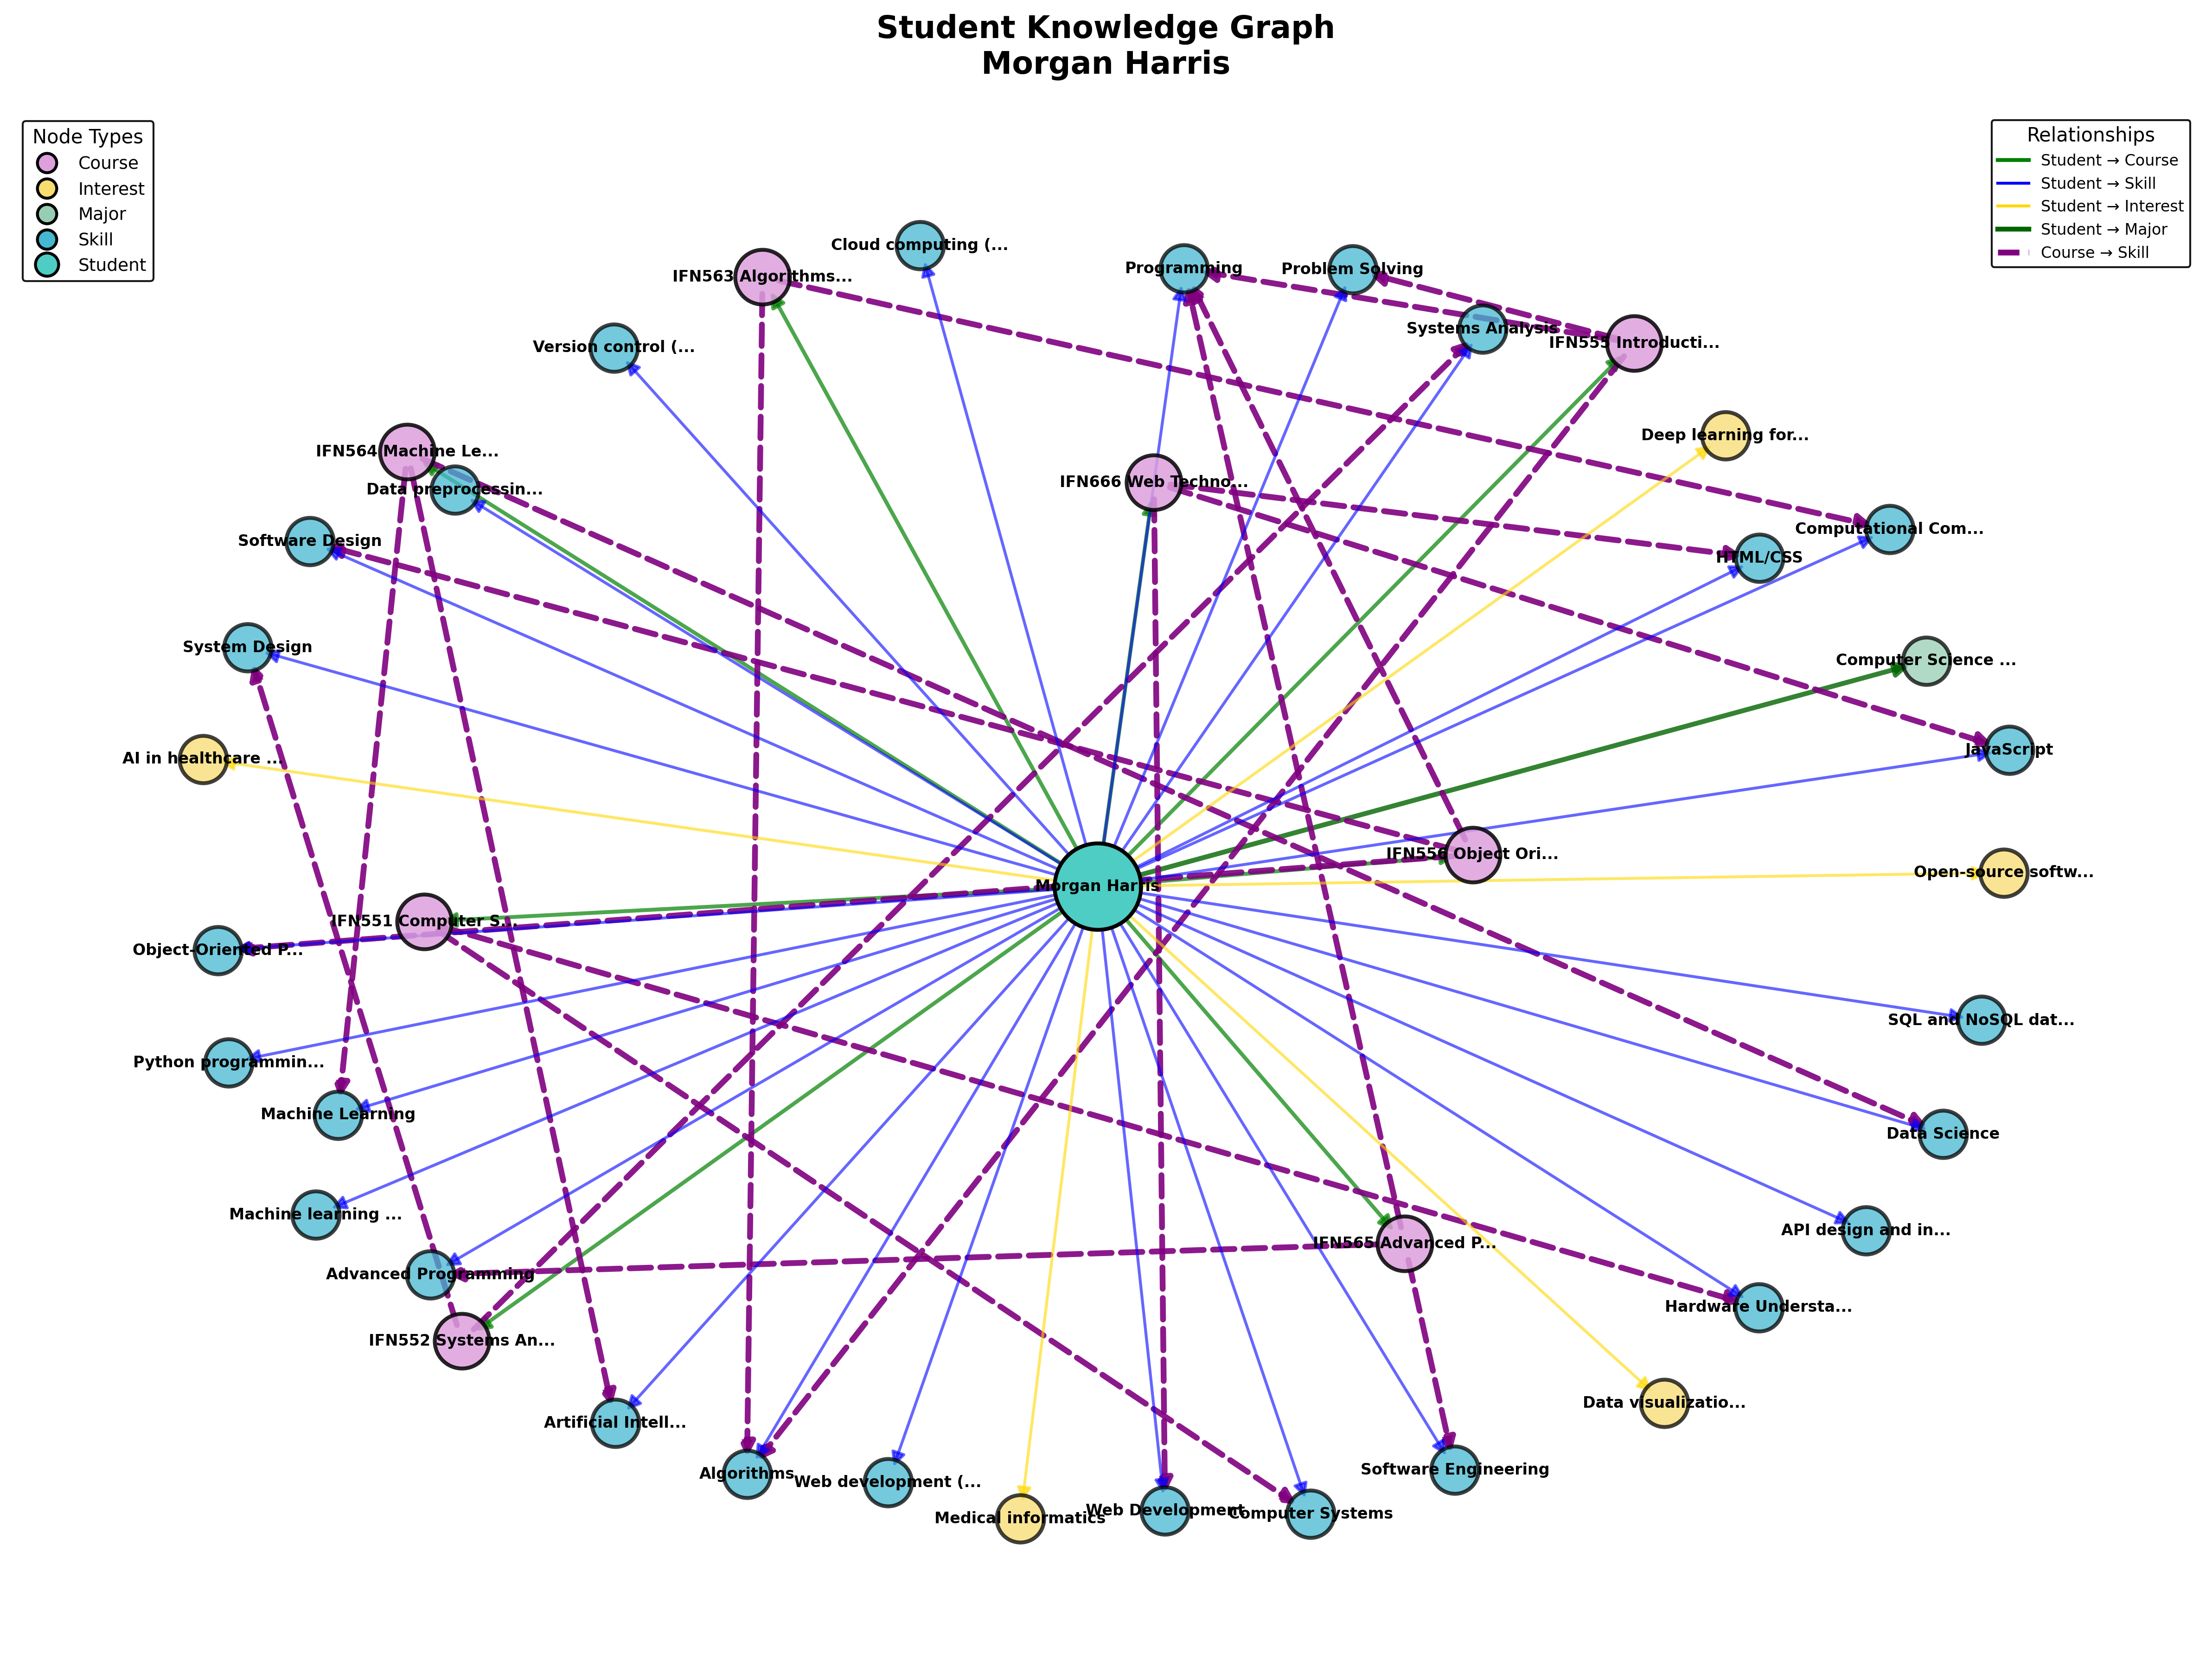 Student Knowledge Graph
Morgan Harris
Node Types
Course
Interest
Major
Skill
Student
Relationships
Student → Course
Student → Skill
Student → Interest
Student → Major
Course → Skill
Cloud computing (...
IFN563 Algorithms...
Programming
Problem Solving
Systems Analysis
IFN555 Introducti...
Version control (...
Deep learning for...
IFN564 Machine Le...
Data preprocessin...
IFN666 Web Techno...
Computational Com...
Software Design
HTML/CSS
System Design
Computer Science ...
JavaScript
AI in healthcare ...
IFN556 Object Ori...
Open-source softw...
Morgan Harris
IFN551 Computer S...
Object-Oriented P...
SQL and NoSQL dat...
Python programmin...
Machine Learning
Data Science
Machine learning ...
API design and in...
IFN565 Advanced P...
Advanced Programming
Hardware Understa...
IFN552 Systems An...
Data visualizatio...
Artificial Intell...
Software Engineering
Algorithms
Web development (...
Medical informatics
Web Development
Computer Systems